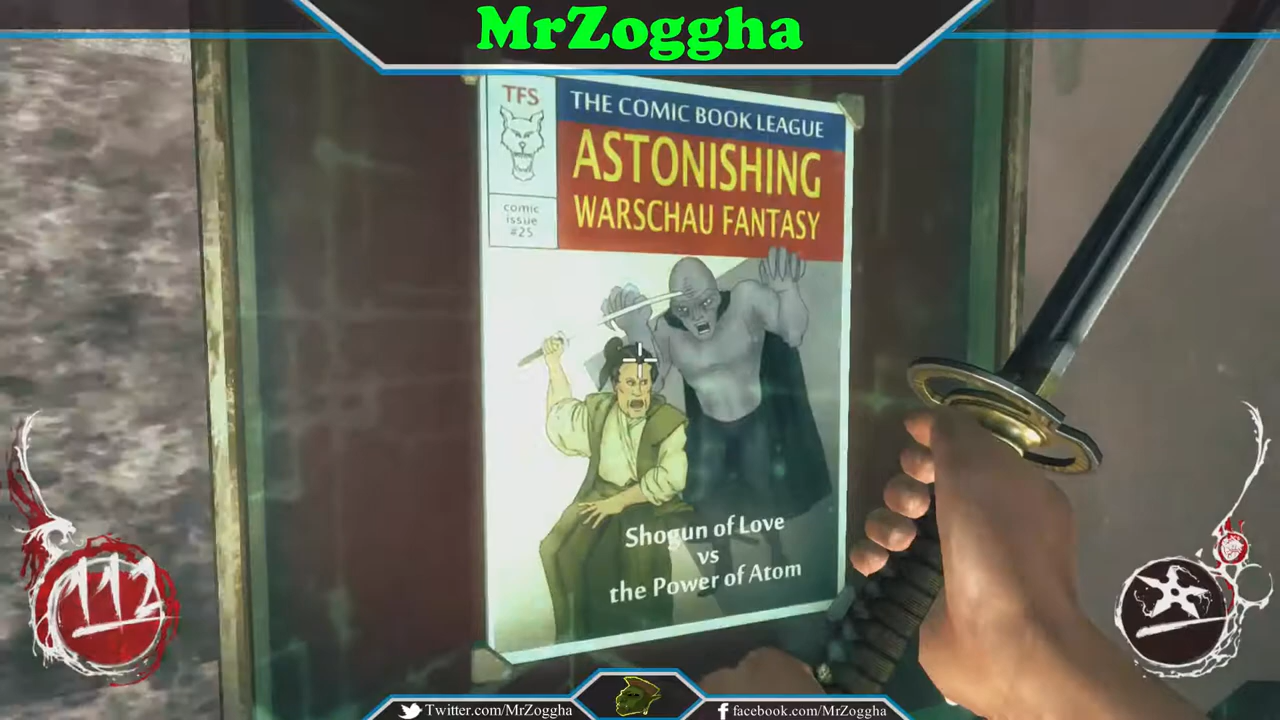 MrZoggha
TFS
comic
issue
#25
THE COMIC BOOK LEAGUE
ASTONISHING
WARSCHAU FANTASY
Shogun of Love
vs
the Power of Atom
112
Twitter.com/MrZoggha
facebook.com/MrZoggha